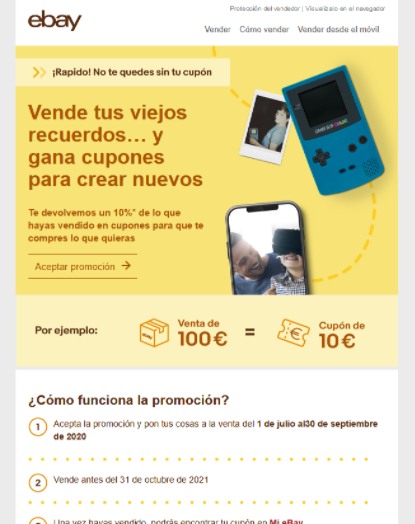 Protección del vendedor | Visualízalo en el navegador
ebay
Vender Cómo vender Vender desde el móvil
¡Rapido! No te quedes sin tu cupón
Vende tus viejos
recuerdos... y
gana cupones
para crear nuevos
Te devolvemos un 10%* de lo que
hayas vendido en cupones para que te
compres lo que quieras
Aceptar promoción →
Por ejemplo:
Venta de
100€
=
Cupón de
10€
¿Cómo funciona la promoción?
1 Acepta la promoción y pon tus cosas a la venta del 1 de julio al30 de septiembre
de 2020
2 Vende antes del 31 de octubre de 2021
Una vez hayas vendido, podrás encontrar tu cupón en Mi eBay